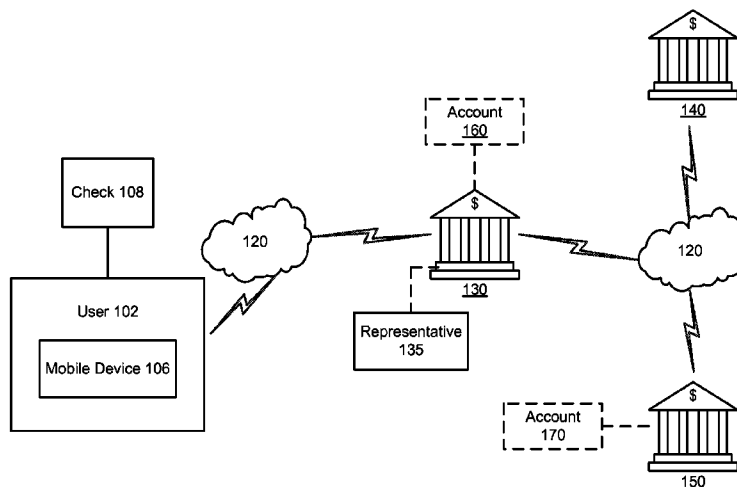 $
140
Account
160
Check 108
$
120
120
130
User 102
Representative
135
Mobile Device 106
$
Account
170
150